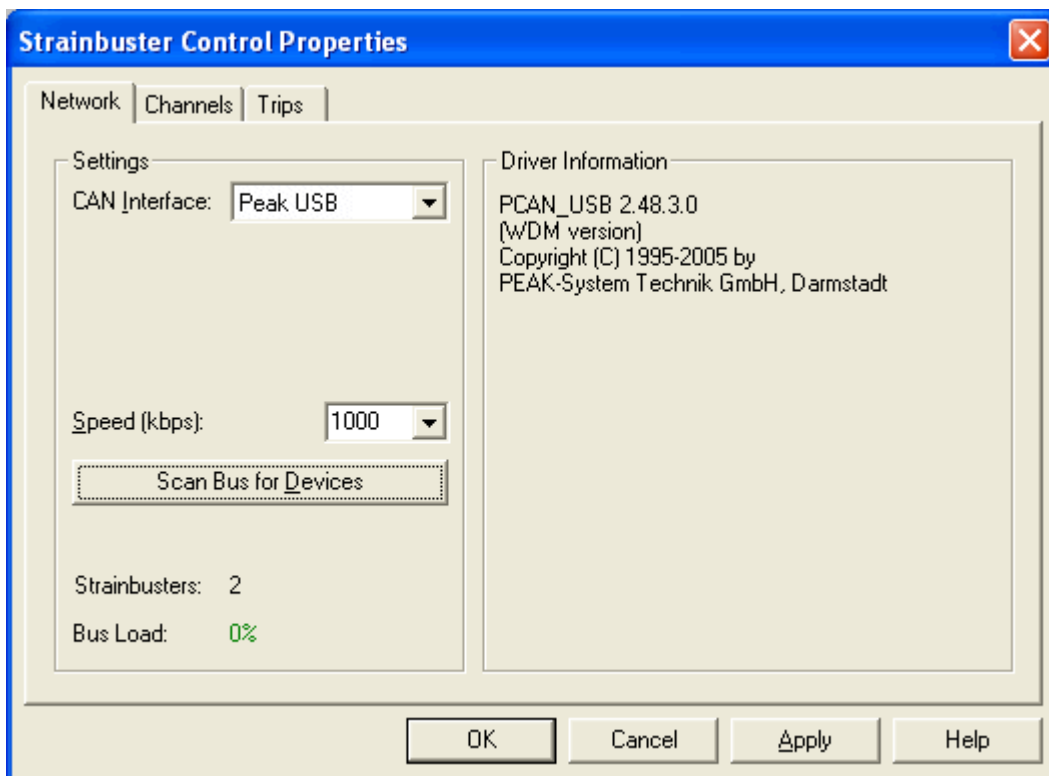 Strainbuster Control Properties
Network Channels Trips
Settings
CAN Interface: Peak USB
Speed (kbps): 1000
Scan Bus for Devices
Strainbusters: 2
Bus Load: 0%
Driver Information
PCAN_USB 2.48.3.0
(WDM version)
Copyright (C) 1995-2005 by
PEAK-System Technik GmbH, Darmstadt
OK Cancel Apply Help